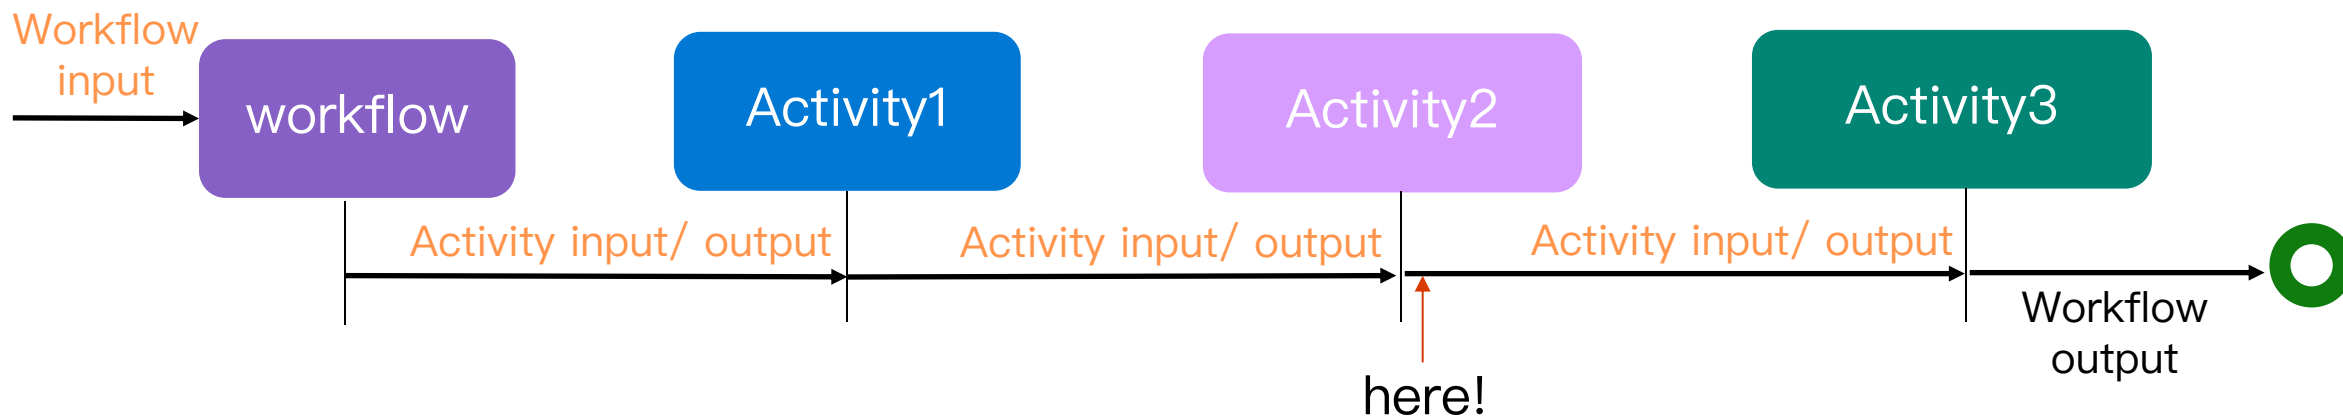 Workflow
input
workflow
Activity1
Activity2
Activity3
Activity input/ output
Activity input/ output
Activity input/ output
Workflow
output
here!